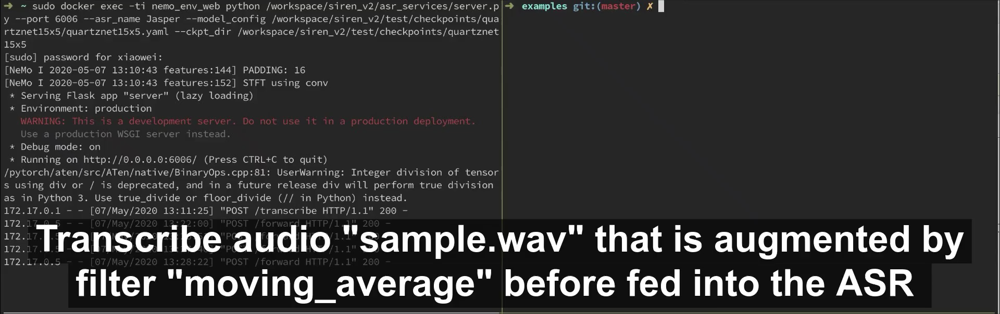 ➜ ~ sudo docker exec -ti nemo_env_web python /workspace/siren_v2/asr_services/server.p
y --port 6006 --asr_name Jasper --model_config /workspace/siren_v2/test/checkpoints/qua
rtznet15x5/quartznet15x5.yaml --ckpt_dir /workspace/siren_v2/test/checkpoints/quartznet
15x5
[sudo] password for xiaowei:
[NeMo I 2020-05-07 13:10:43 features:144] PADDING: 16
[NeMo I 2020-05-07 13:10:43 features:152] STFT using conv
* Serving Flask app "server" (lazy loading)
* Environment: production
WARNING: This is a development server. Do not use it in a production deployment.
Use a production WSGI server instead.
* Debug mode: on
* Running on http://0.0.0.0:6006/ (Press CTRL+C to quit)
/pytorch/aten/src/ATen/native/BinaryOps.cpp:81: UserWarning: Integer division of tensor
s using div or / is deprecated, and in a future release div will perform true division
as in Python 3. Use true_divide or floor_divide (// in Python) instead.
172.17.0.1 - - [07/May/2020 13:11:25] "POST /transcribe HTTP/1.1" 200 -
172.17.0.5 - - [07/May/2020 13:22:00] "POST /forward HTTP/1.1" 200 -
172.1
172.1
172.17.0.5 - - [07/May/2020 13:28:22] "POST /forward HTTP/1.1" 200 -
➜ examples git:(master) ✗
Transcribe audio "sample.wav" that is augmented by
filter "moving_average" before fed into the ASR